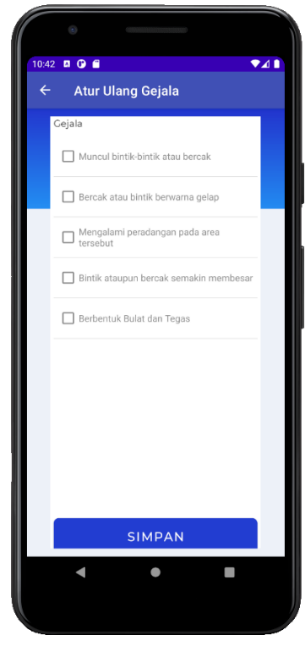 10:42
Atur Ulang Gejala
Gejala
Muncul bintik-bintik atau bercak
Bercak atau bintik berwarna gelap
Mengalami peradangan pada area
tersebut
Bintik ataupun bercak semakin membesar
Berbentuk Bulat dan Tegas
SIMPAN